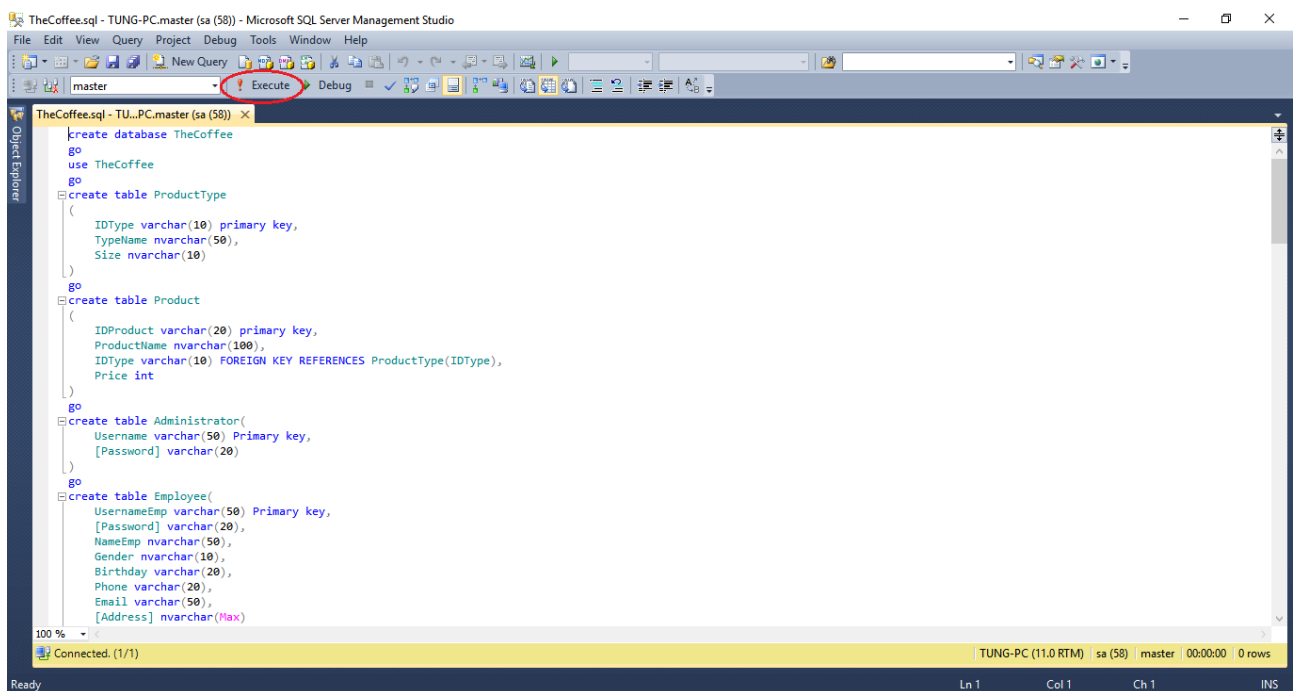 TheCoffee.sql - TUNG-PC.master (sa (58)) - Microsoft SQL Server Management Studio
File Edit View Query Project Debug Tools Window Help
New Query
master Execute Debug
TheCoffee.sql - TU...PC.master (sa (58))
Object Explorer
create database TheCoffee
go
use TheCoffee
go
create table ProductType
(
IDType varchar(10) primary key,
TypeName nvarchar(50),
Size nvarchar(10)
)
go
create table Product
(
IDProduct varchar(20) primary key,
ProductName nvarchar(100),
IDType varchar(10) FOREIGN KEY REFERENCES ProductType(IDType),
Price int
)
go
create table Administrator(
Username varchar(50) Primary key,
[Password] varchar(20)
)
go
create table Employee(
UsernameEmp varchar(50) Primary key,
[Password] varchar(20),
NameEmp nvarchar(50),
Gender nvarchar(10),
Birthday varchar(20),
Phone varchar(20),
Email varchar(50),
[Address] nvarchar(Max)
100 %
Connected. (1/1) TUNG-PC (11.0 RTM) sa (58) master 00:00:00 0 rows
Ready Ln 1 Col 1 Ch 1 INS